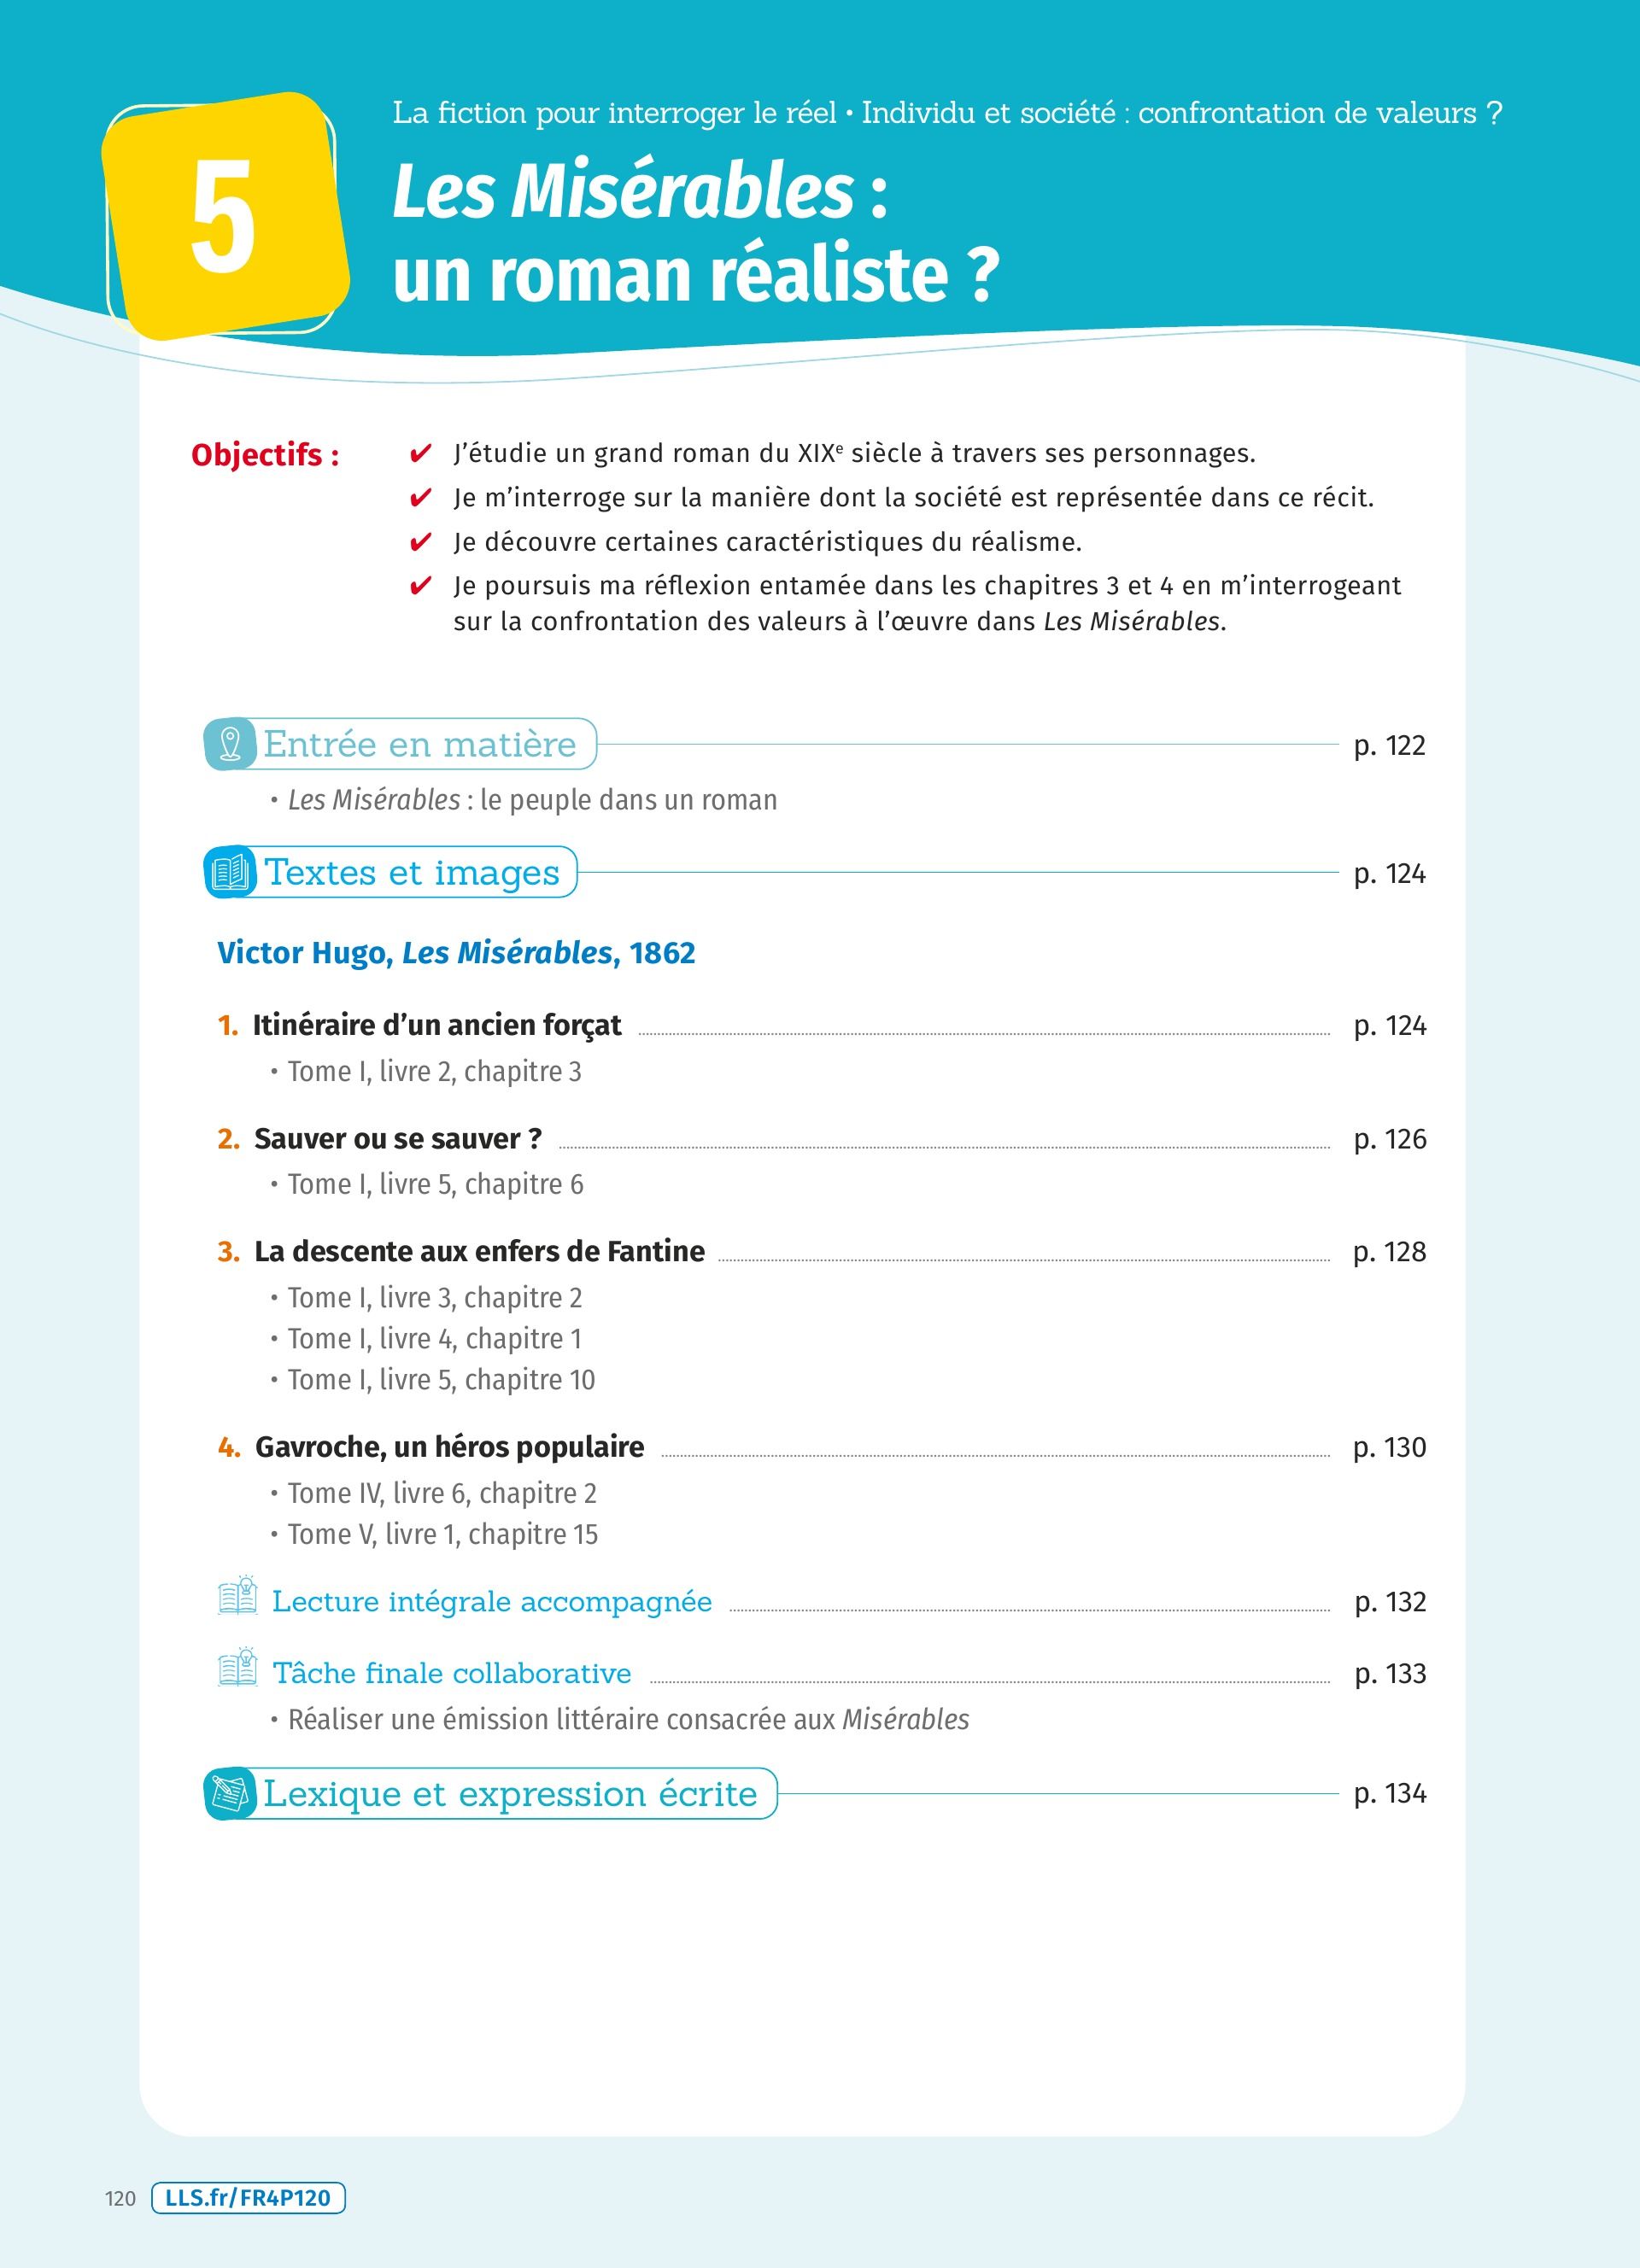 La fiction pour interroger le réel • Individu et société : confrontation de valeurs ?
5
Les Misérables :
un roman réaliste ?
Objectifs :
✔ J’étudie un grand roman du XIXe siècle à travers ses personnages.
✔ Je m’interroge sur la manière dont la société est représentée dans ce récit.
✔ Je découvre certaines caractéristiques du réalisme.
✔ Je poursuis ma réflexion entamée dans les chapitres 3 et 4 en m’interrogeant
sur la confrontation des valeurs à l’œuvre dans Les Misérables.
Entrée en matière p. 122
• Les Misérables : le peuple dans un roman
Textes et images p. 124
Victor Hugo, Les Misérables, 1862
1. Itinéraire d’un ancien forçat p. 124
• Tome I, livre 2, chapitre 3
2. Sauver ou se sauver ? p. 126
• Tome I, livre 5, chapitre 6
3. La descente aux enfers de Fantine p. 128
• Tome I, livre 3, chapitre 2
• Tome I, livre 4, chapitre 1
• Tome I, livre 5, chapitre 10
4. Gavroche, un héros populaire p. 130
• Tome IV, livre 6, chapitre 2
• Tome V, livre 1, chapitre 15
Lecture intégrale accompagnée p. 132
Tâche finale collaborative p. 133
• Réaliser une émission littéraire consacrée aux Misérables
Lexique et expression écrite p. 134
120 LLS.fr/FR4P120